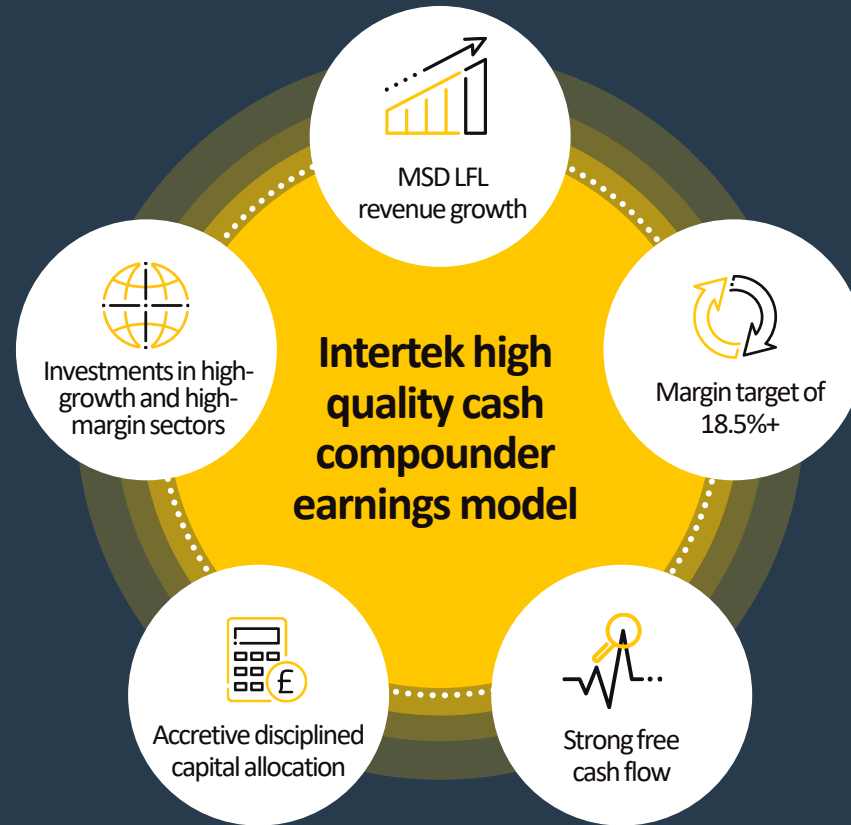 MSD LFL
revenue growth
Investments in high-
growth and high-
margin sectors
Intertek high
quality cash
compounder
earnings model
Margin target of
18.5%+
£
Accretive disciplined
capital allocation
Strong free
cash flow